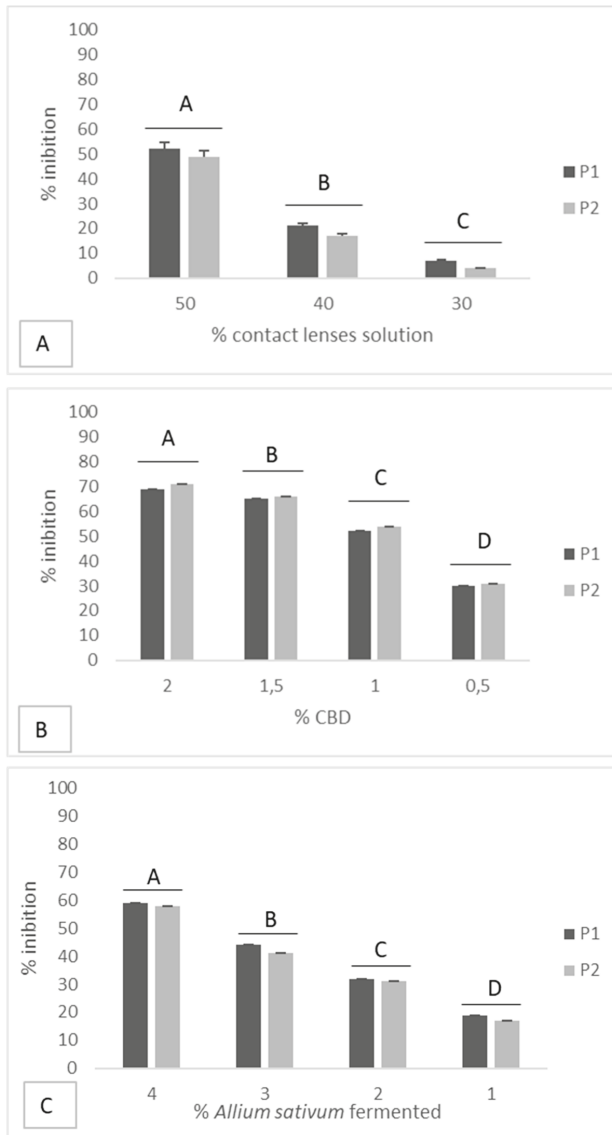 100
90
80
70
60
50
40
30
20
10
0
% inibition
A
B
C
P1
P2
50 40 30
% contact lenses solution
A
100
90
80
70
60
50
40
30
20
10
0
% inibition
A
B
C
D
P1
P2
2 1,5 1 0,5
% CBD
B
100
90
80
70
60
50
40
30
20
10
0
% inibition
A
B
C
D
P1
P2
4 3 2 1
% Allium sativum fermented
C